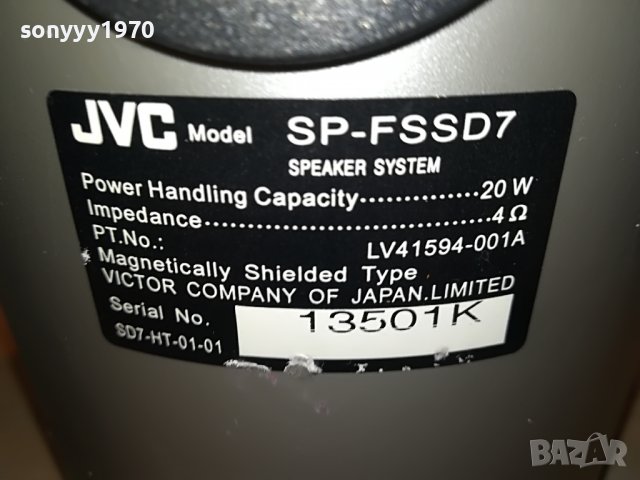 sonyyy1970
JVC Model SP-FSSD7
SPEAKER SYSTEM
Power Handling Capacity..............20 W
Impedance..................................4 Ω
PT.No.: LV41594-001A
Magnetically Shielded Type
VICTOR COMPANY OF JAPAN.LIMITED
Serial No. 13501K
SD7-HT-01-01
BAZAR